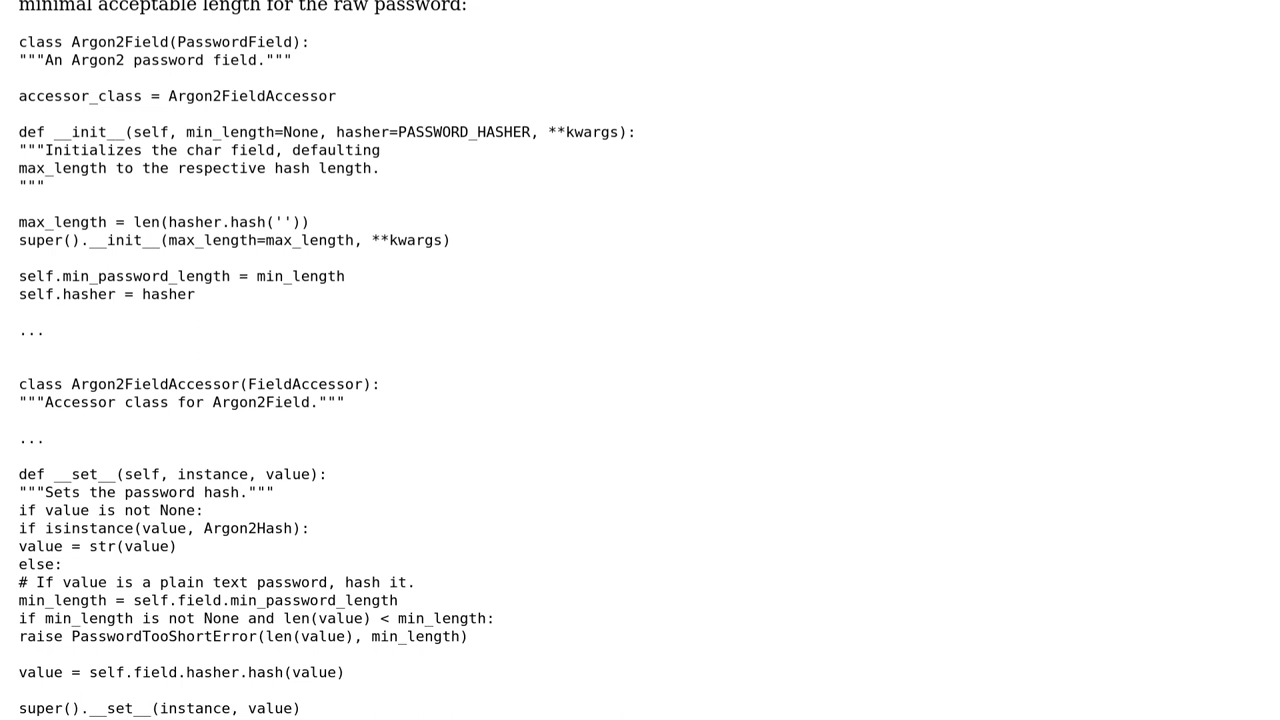 minimal acceptable length for the raw password:
class Argon2Field(PasswordField):
"""An Argon2 password field."""
accessor_class = Argon2FieldAccessor
def __init__(self, min_length=None, hasher=PASSWORD_HASHER, **kwargs):
"""Initializes the char field, defaulting
max_length to the respective hash length.
"""
max_length = len(hasher.hash(''))
super().__init__(max_length=max_length, **kwargs)
self.min_password_length = min_length
self.hasher = hasher
...
class Argon2FieldAccessor(FieldAccessor):
"""Accessor class for Argon2Field."""
...
def __set__(self, instance, value):
"""Sets the password hash."""
if value is not None:
if isinstance(value, Argon2Hash):
value = str(value)
else:
# If value is a plain text password, hash it.
min_length = self.field.min_password_length
if min_length is not None and len(value) < min_length:
raise PasswordTooShortError(len(value), min_length)
value = self.field.hasher.hash(value)
super().__set__(instance, value)